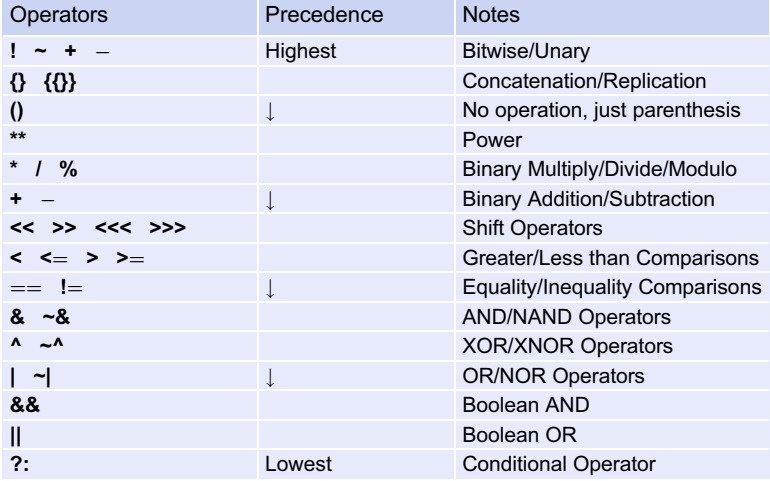 Operators Precedence Notes
! ~ + − Highest Bitwise/Unary
{} {{}} Concatenation/Replication
() ↓ No operation, just parenthesis
** Power
* / % Binary Multiply/Divide/Modulo
+ − ↓ Binary Addition/Subtraction
<< >> <<< >>> Shift Operators
< <= > >= Greater/Less than Comparisons
== != ↓ Equality/Inequality Comparisons
& ~& AND/NAND Operators
^ ~^ XOR/XNOR Operators
| ~| ↓ OR/NOR Operators
&& Boolean AND
|| Boolean OR
?: Lowest Conditional Operator